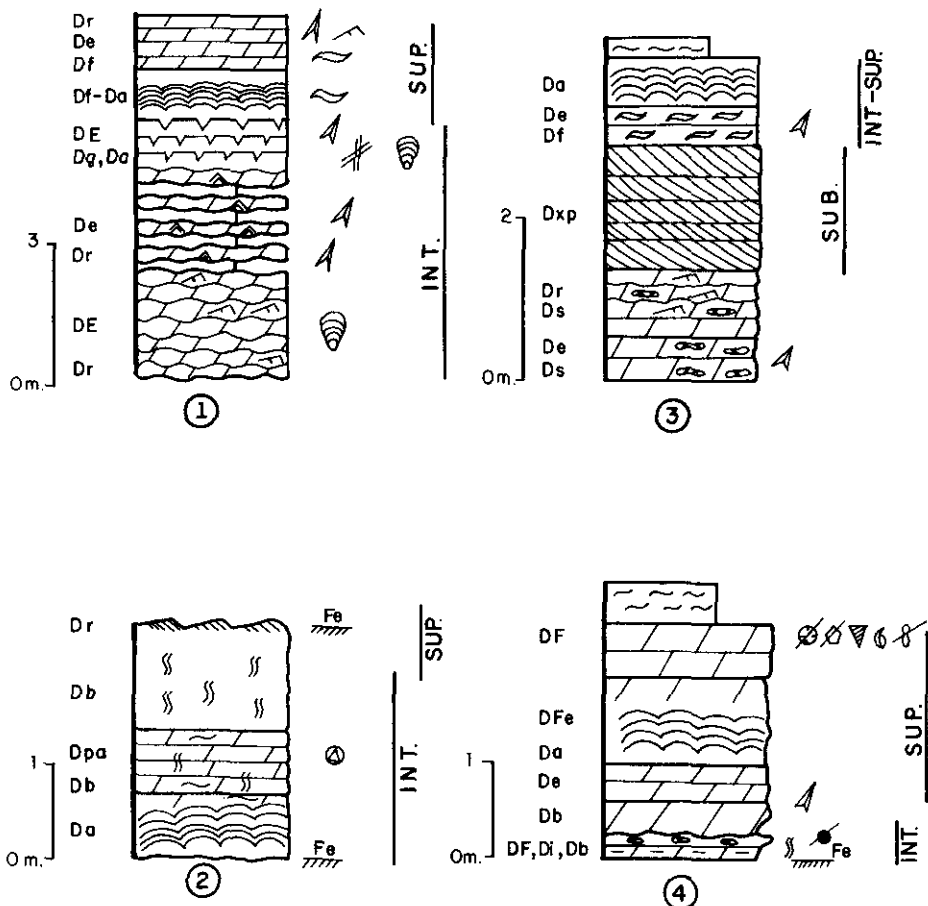 Dr
De
Df
Df-Da
DE
Dq, Da
De
3
Dr
DE
Dr
0m.
SUP.
INT.
1
Da
De
Df
Dxp
2
Dr
Ds
De
Ds
0m.
INT-SUP.
SUB.
3
Dr
Db
Dpa
1
Db
Da
0m.
Fe
Fe
SUP.
INT.
2
DF
DFe
Da
1
De
Db
DF, Di, Db
0m.
Fe
SUP.
INT.
4